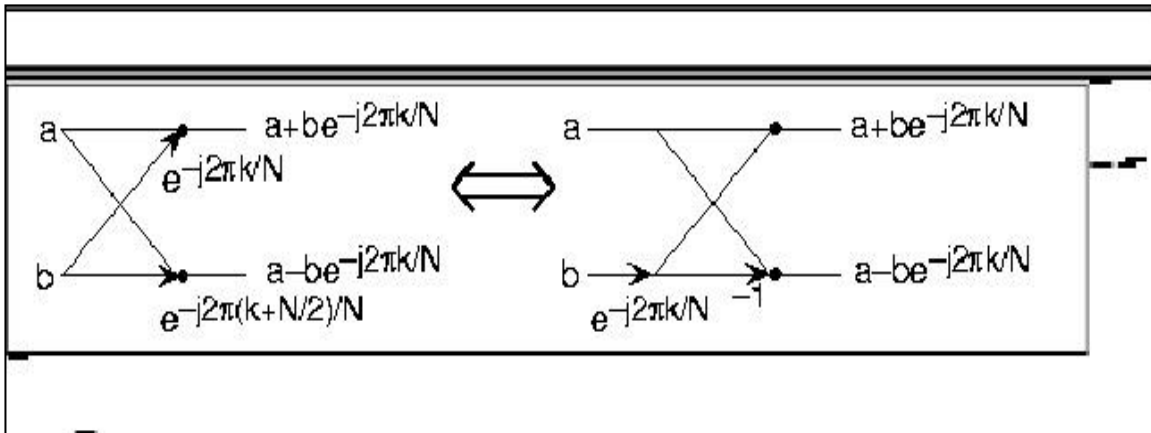 a
a+be^–j2πk/N
e^–j2πk/N
b
a–be^–j2πk/N
e^–j2π(k+N/2)/N
a
a+be^–j2πk/N
b
a–be^–j2πk/N
e^–j2πk/N
–1